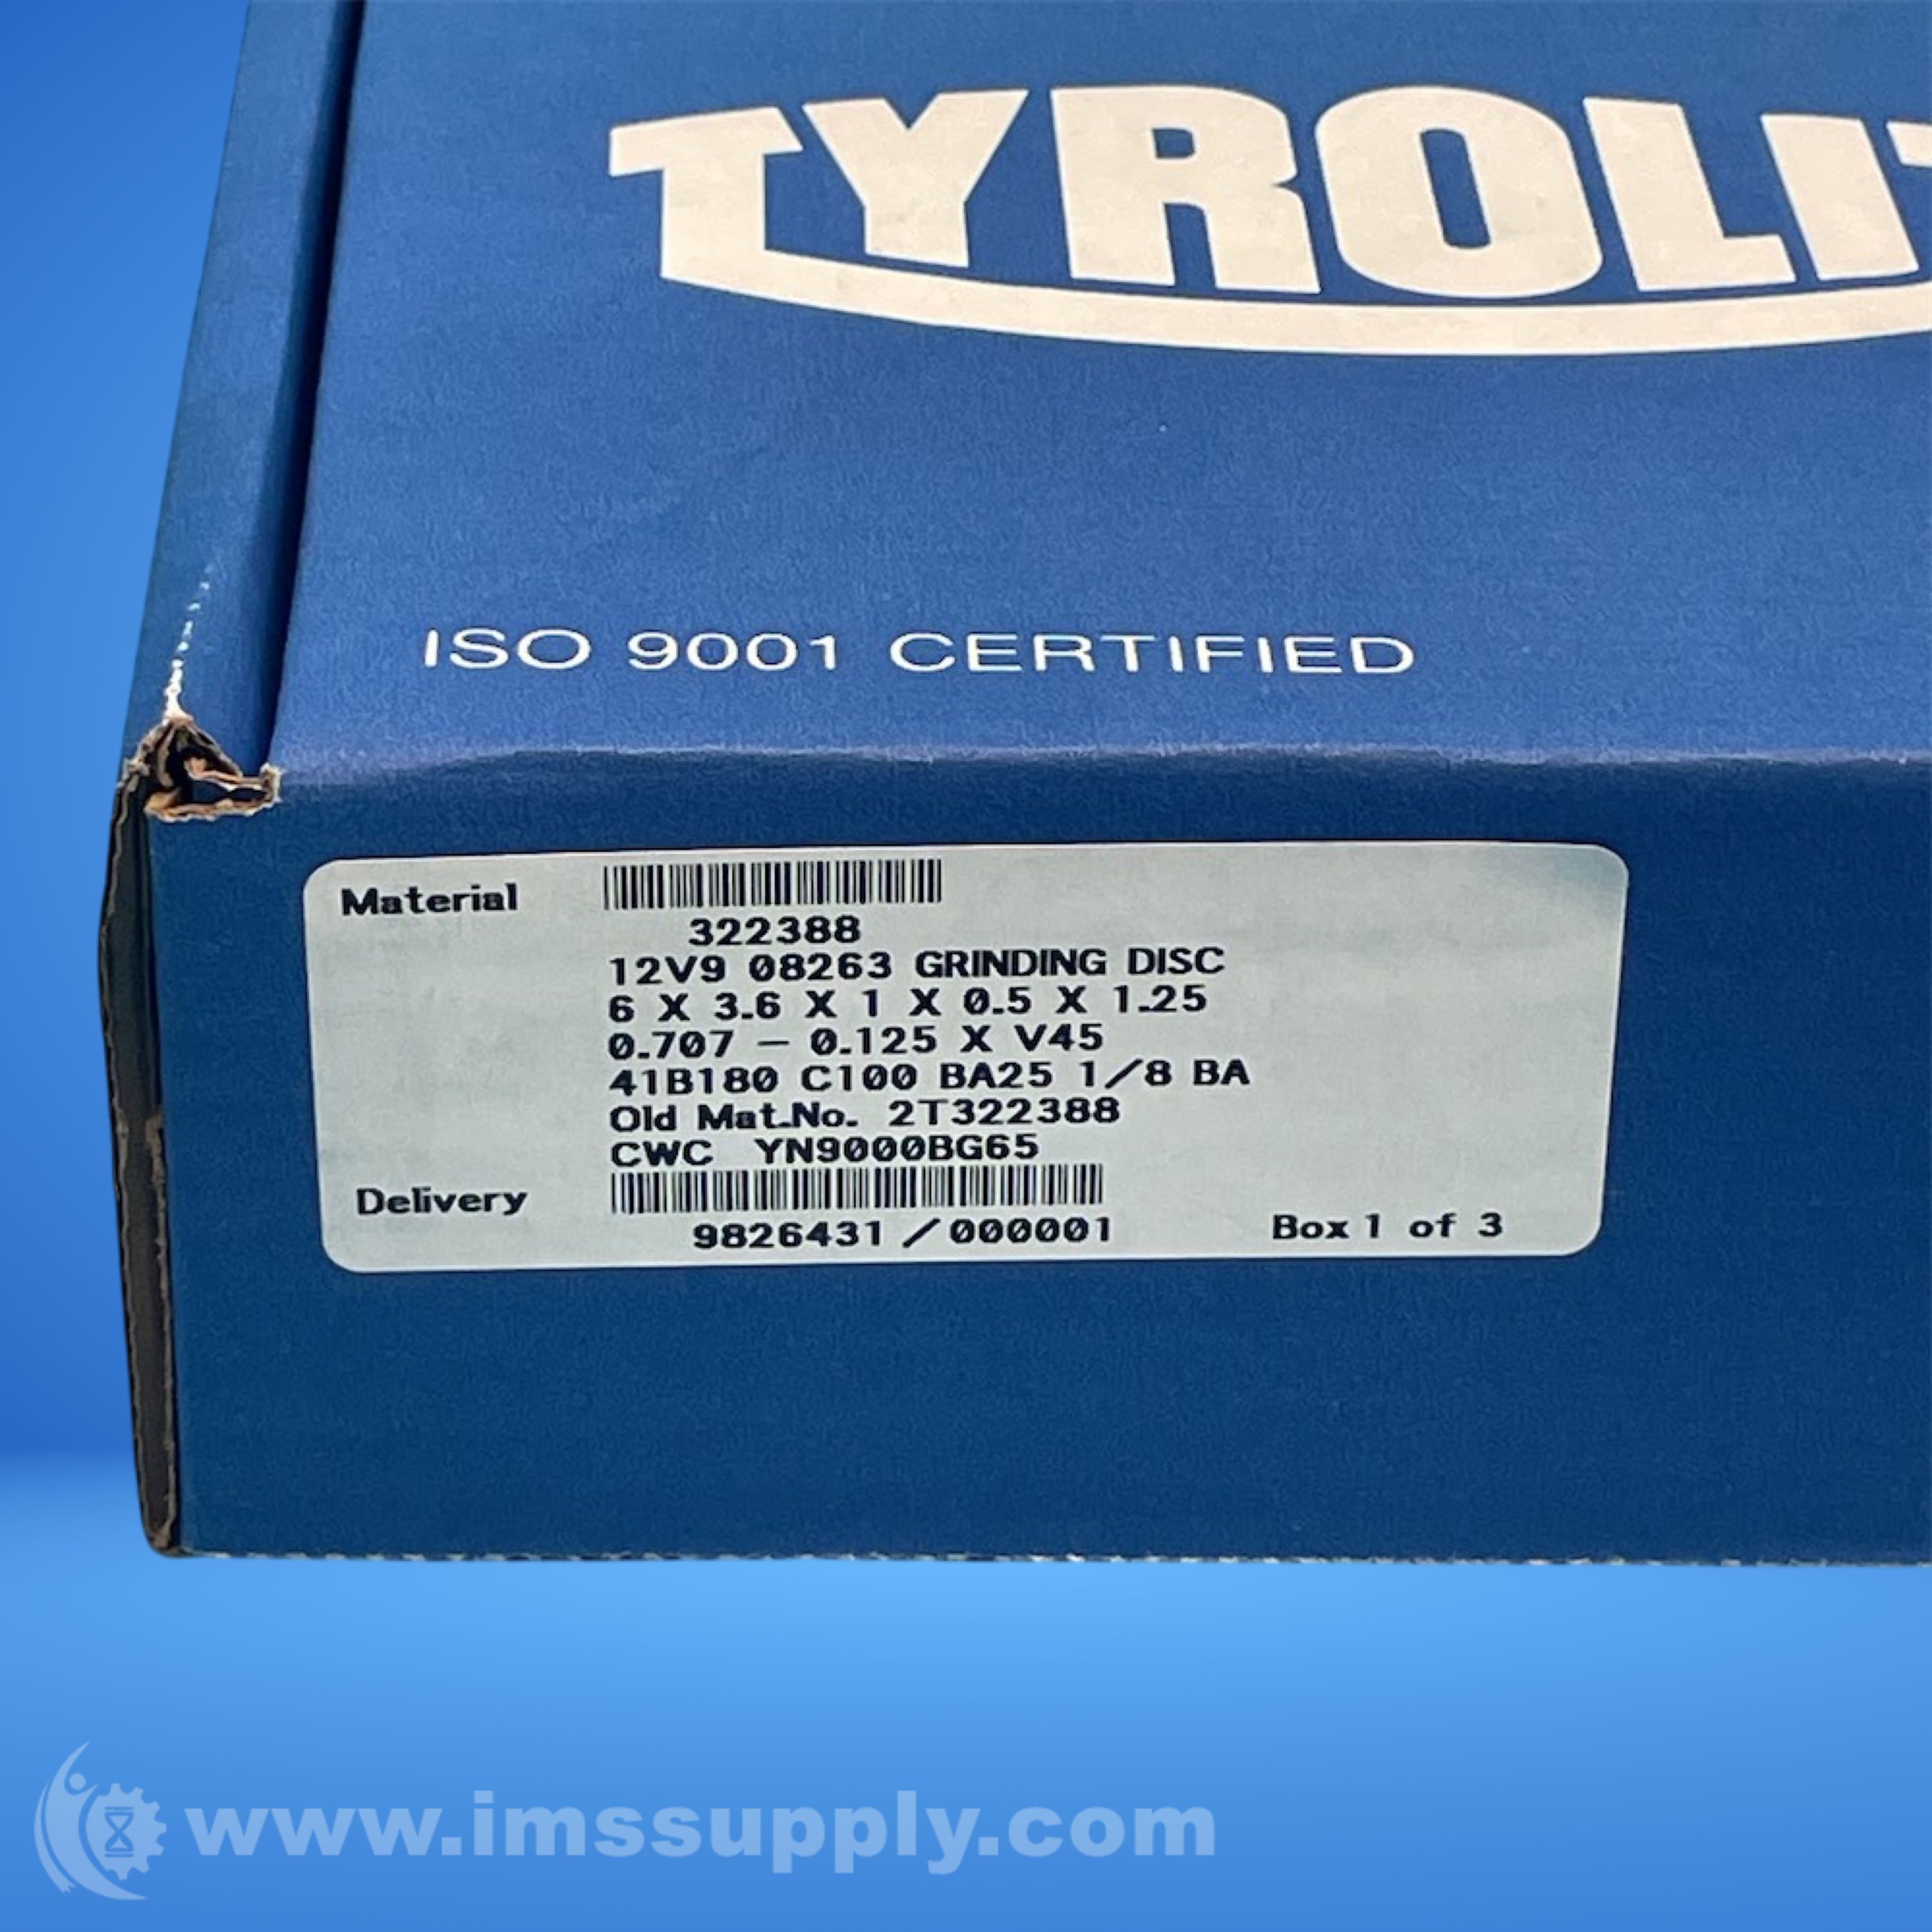 TYROLIT
ISO 9001 CERTIFIED
Material
322388
12V9 08263 GRINDING DISC
6 X 3.6 X 1 X 0.5 X 1.25
0.707 - 0.125 X V45
41B180 C100 BA25 1/8 BA
Old Mat.No. 2T322388
CWC YN9000BG65
Delivery
9826431/000001 Box 1 of 3
www.imssupply.com